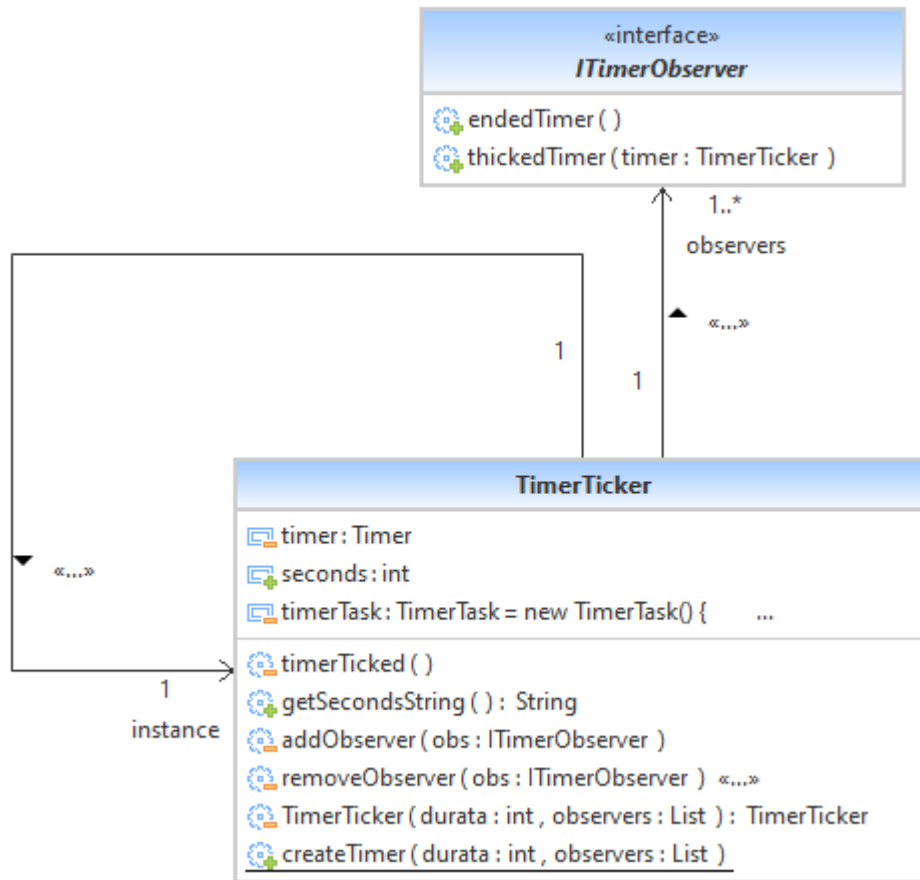 «interface»
ITimerObserver
endedTimer ( )
thickedTimer ( timer : TimerTicker )
1..*
observers
«...»
1
1
«...»
1
instance
TimerTicker
timer : Timer
seconds : int
timerTask : TimerTask = new TimerTask() { ...
timerTicked ( )
getSecondsString ( ) : String
addObserver ( obs : ITimerObserver )
removeObserver ( obs : ITimerObserver ) «...»
TimerTicker ( durata : int , observers : List ) : TimerTicker
createTimer ( durata : int , observers : List )